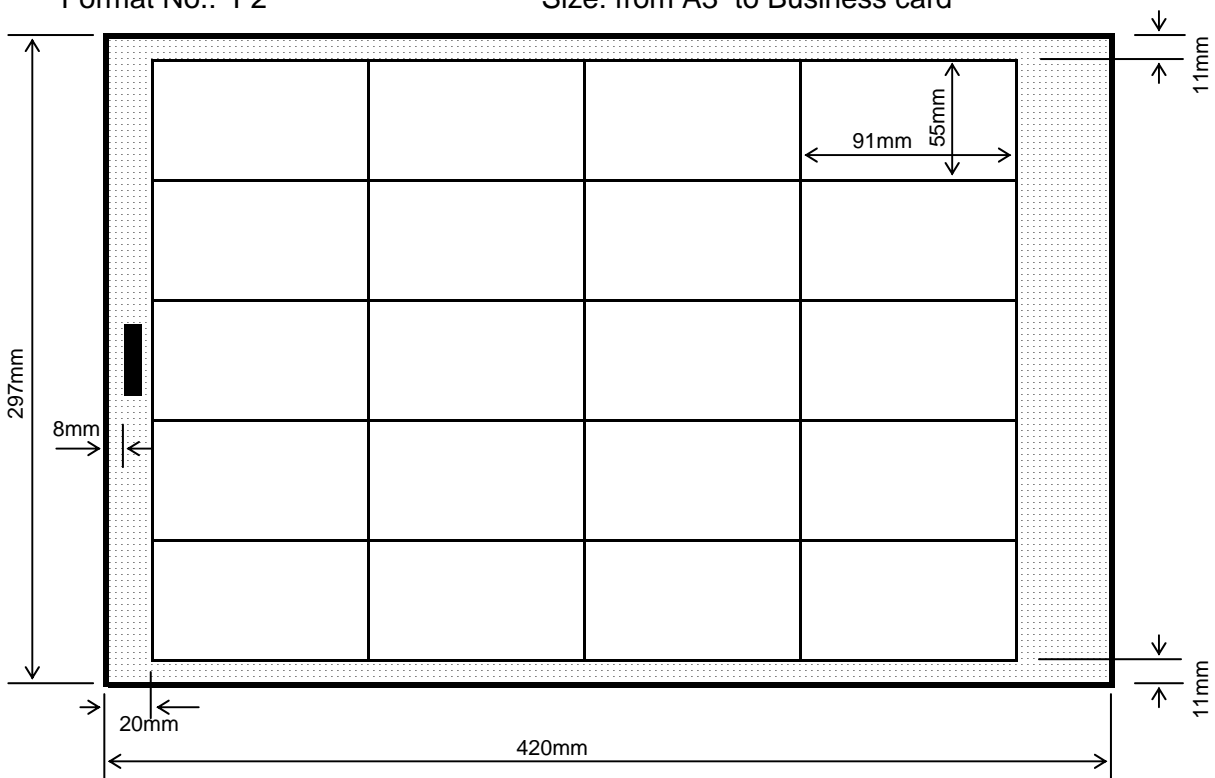 Format No.: F2 Size: from A3 to Business card
11mm
55mm
91mm
297mm
8mm
11mm
20mm
420mm